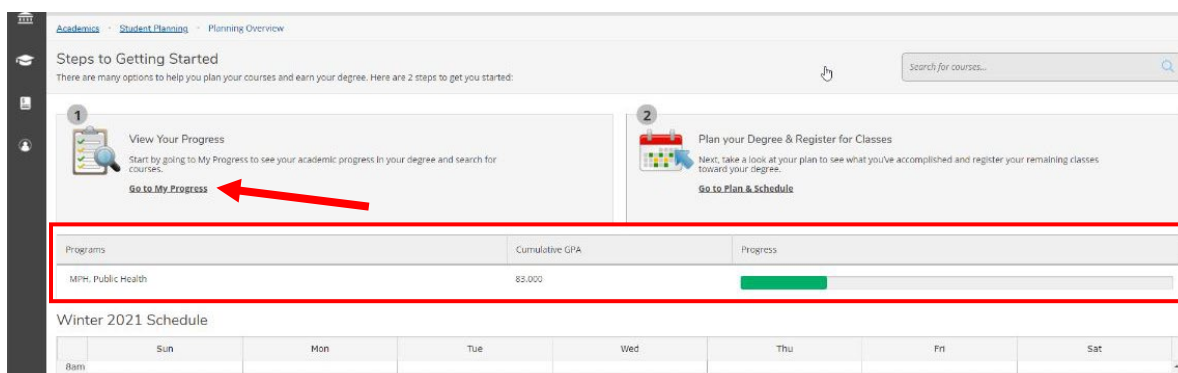 Academics · Student Planning · Planning Overview
Steps to Getting Started
There are many options to help you plan your courses and earn your degree. Here are 2 steps to get you started:
Search for courses...
1
View Your Progress
Start by going to My Progress to see your academic progress in your degree and search for
courses.
Go to My Progress
2
Plan your Degree & Register for Classes
Next, take a look at your plan to see what you've accomplished and register your remaining classes
toward your degree.
Go to Plan & Schedule
Programs Cumulative GPA Progress
MPH. Public Health 83.000
Winter 2021 Schedule
Sun Mon Tue Wed Thu Fri Sat
8am